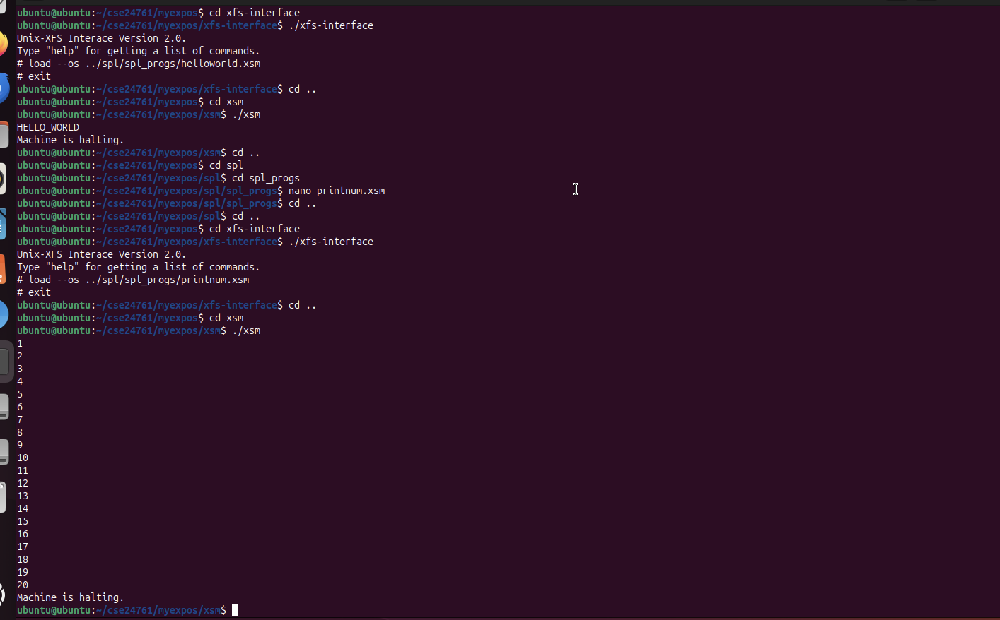 ubuntu@ubuntu:~/cse24761/myexpos$ cd xfs-interface
ubuntu@ubuntu:~/cse24761/myexpos/xfs-interface$ ./xfs-interface
Unix-XFS Interace Version 2.0.
Type "help" for getting a list of commands.
# load --os ../spl/spl_progs/helloworld.xsm
# exit
ubuntu@ubuntu:~/cse24761/myexpos/xfs-interface$ cd ..
ubuntu@ubuntu:~/cse24761/myexpos$ cd xsm
ubuntu@ubuntu:~/cse24761/myexpos/xsm$ ./xsm
HELLO_WORLD
Machine is halting.
ubuntu@ubuntu:~/cse24761/myexpos/xsm$ cd ..
ubuntu@ubuntu:~/cse24761/myexpos$ cd spl
ubuntu@ubuntu:~/cse24761/myexpos/spl$ cd spl_progs
ubuntu@ubuntu:~/cse24761/myexpos/spl/spl_progs$ nano printnum.xsm
ubuntu@ubuntu:~/cse24761/myexpos/spl/spl_progs$ cd ..
ubuntu@ubuntu:~/cse24761/myexpos/spl$ cd ..
ubuntu@ubuntu:~/cse24761/myexpos$ cd xfs-interface
ubuntu@ubuntu:~/cse24761/myexpos/xfs-interface$ ./xfs-interface
Unix-XFS Interace Version 2.0.
Type "help" for getting a list of commands.
# load --os ../spl/spl_progs/printnum.xsm
# exit
ubuntu@ubuntu:~/cse24761/myexpos/xfs-interface$ cd ..
ubuntu@ubuntu:~/cse24761/myexpos$ cd xsm
ubuntu@ubuntu:~/cse24761/myexpos/xsm$ ./xsm
1
2
3
4
5
6
7
8
9
10
11
12
13
14
15
16
17
18
19
20
Machine is halting.
ubuntu@ubuntu:~/cse24761/myexpos/xsm$